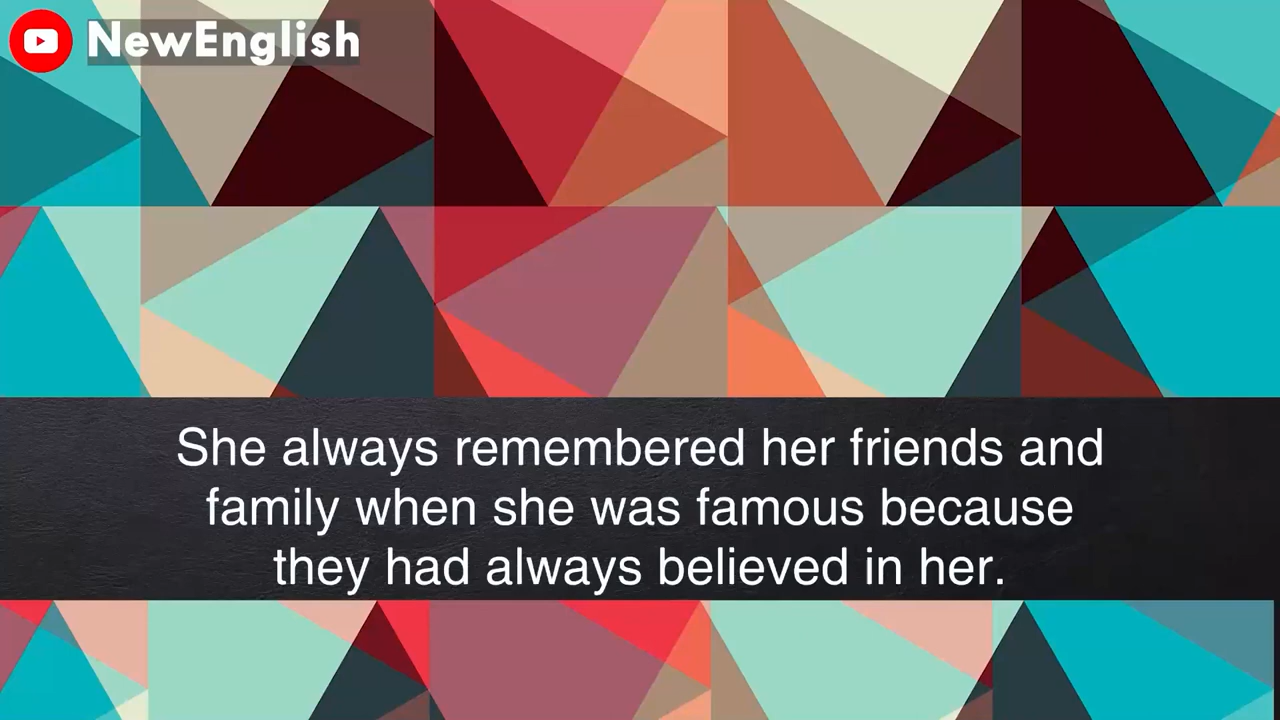 NewEnglish
She always remembered her friends and
family when she was famous because
they had always believed in her.